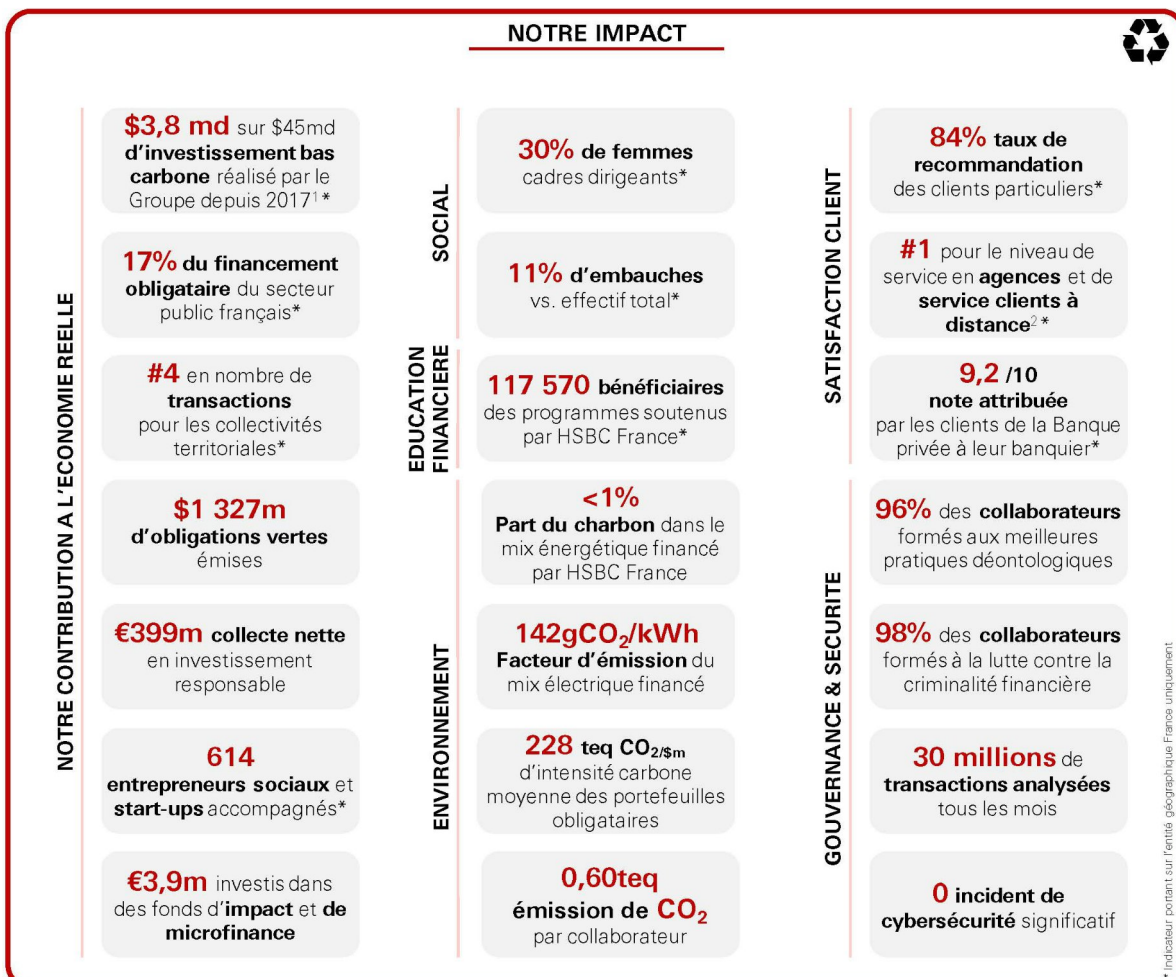 NOTRE IMPACT
NOTRE CONTRIBUTION A L'ECONOMIE REELLE
$3,8 md sur $45md
d'investissement bas
carbone réalisé par le
Groupe depuis 2017¹ *
17% du financement
obligataire du secteur
public français*
#4 en nombre de
transactions
pour les collectivités
territoriales*
$1 327m
d'obligations vertes
émises
€399m collecte nette
en investissement
responsable
614
entrepreneurs sociaux et
start-ups accompagnés*
€3,9m investis dans
des fonds d'impact et de
microfinance
SOCIAL
30% de femmes
cadres dirigeants*
11% d'embauches
vs. effectif total*
EDUCATION
FINANCIERE
117 570 bénéficiaires
des programmes soutenus
par HSBC France*
ENVIRONNEMENT
<1%
Part du charbon dans le
mix énergétique financé
par HSBC France
142gCO₂/kWh
Facteur d'émission du
mix électrique financé
228 teq CO₂/$m
d'intensité carbone
moyenne des portefeuilles
obligataires
0,60teq
émission de CO₂
par collaborateur
SATISFACTION CLIENT
84% taux de
recommandation
des clients particuliers*
#1 pour le niveau de
service en agences et de
service clients à
distance² *
9,2 /10
note attribuée
par les clients de la Banque
privée à leur banquier*
GOUVERNANCE & SECURITE
96% des collaborateurs
formés aux meilleures
pratiques déontologiques
98% des collaborateurs
formés à la lutte contre la
criminalité financière
30 millions de
transactions analysées
tous les mois
0 incident de
cybersécurité significatif
* Indicateur portant sur l'entité géographique France uniquement